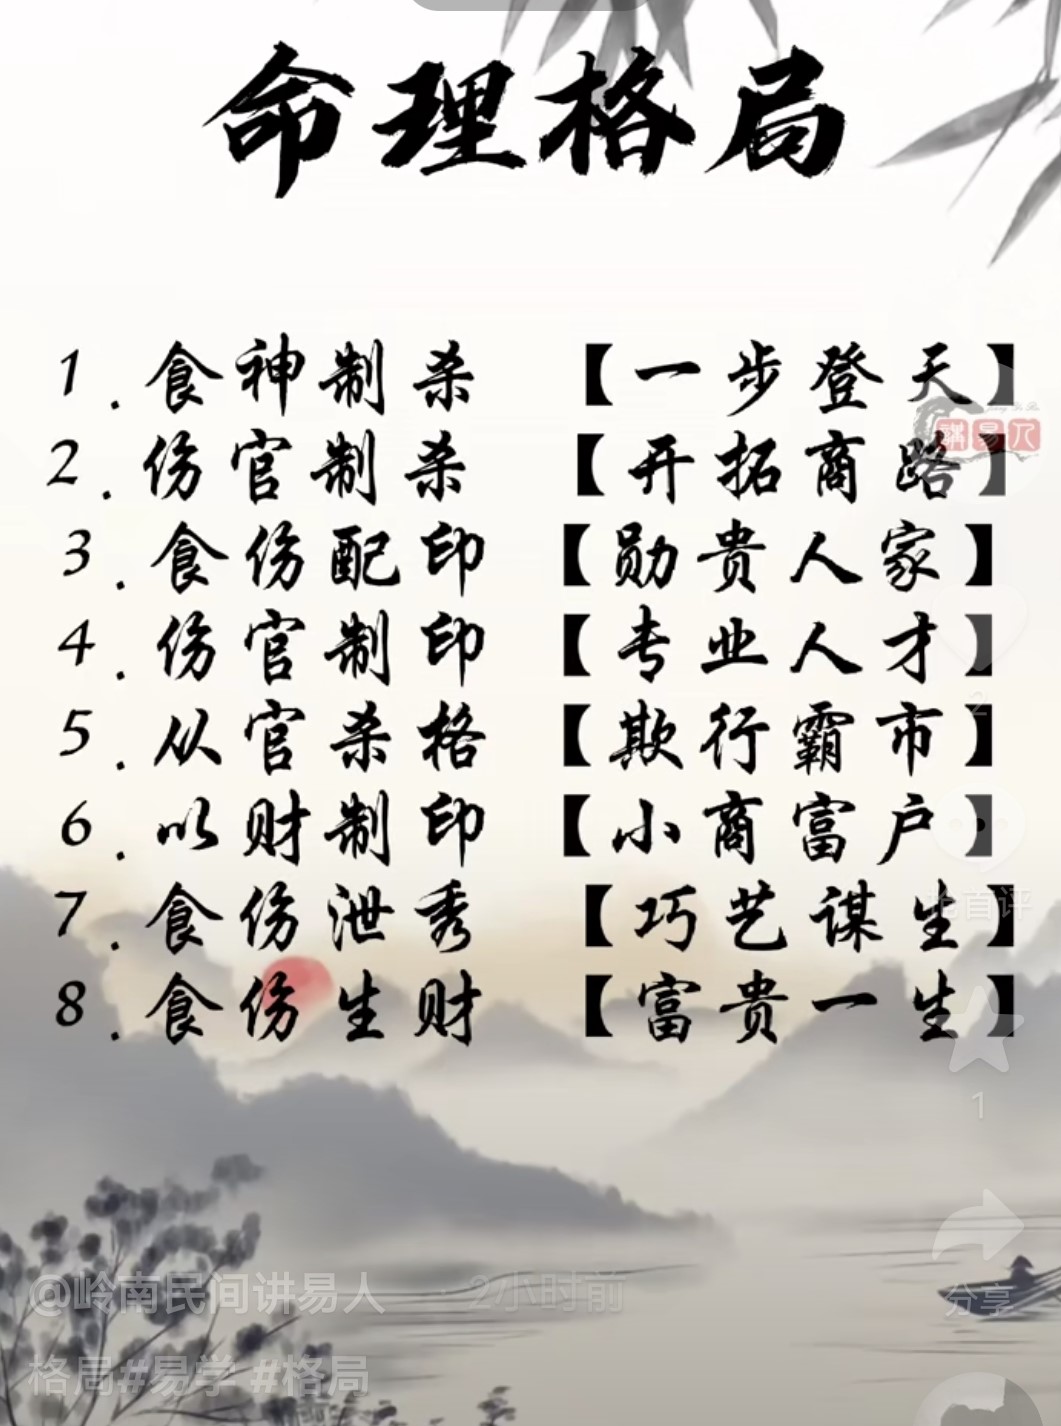 命理格局
1.食神制杀【一步登天】
2.伤官制杀【开拓商路】
3.食伤配印【勋贵人家】
4.伤官制印【专业人才】
5.从官杀格【欺行霸市】
6.以财制印【小商富户】
7.食伤泄秀【巧艺谋生】
8.食伤生财【富贵一生】
讲易人
2
抢首评
1
分享
@岭南民间讲易人 · 2小时前
格局#易学 #格局